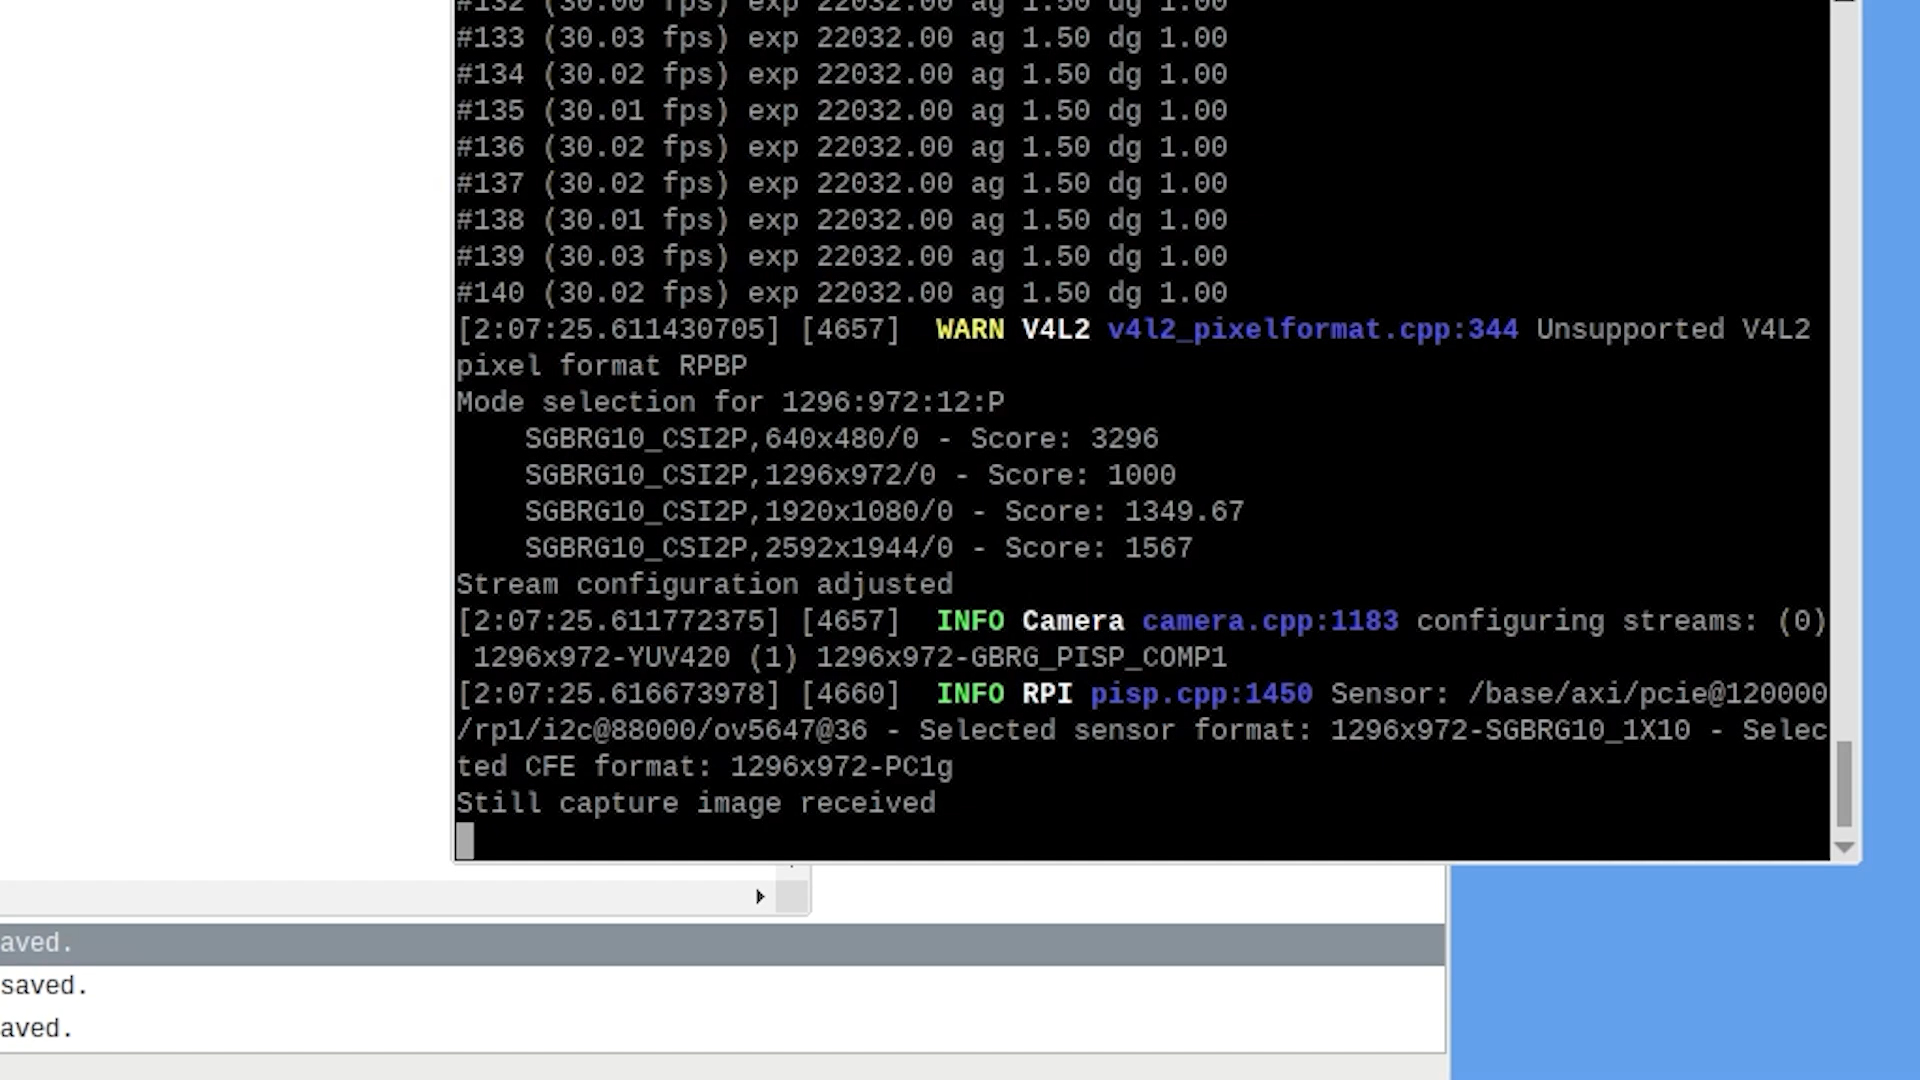 #132 (30.00 fps) exp 22032.00 ag 1.50 dg 1.00
#133 (30.03 fps) exp 22032.00 ag 1.50 dg 1.00
#134 (30.02 fps) exp 22032.00 ag 1.50 dg 1.00
#135 (30.01 fps) exp 22032.00 ag 1.50 dg 1.00
#136 (30.02 fps) exp 22032.00 ag 1.50 dg 1.00
#137 (30.02 fps) exp 22032.00 ag 1.50 dg 1.00
#138 (30.01 fps) exp 22032.00 ag 1.50 dg 1.00
#139 (30.03 fps) exp 22032.00 ag 1.50 dg 1.00
#140 (30.02 fps) exp 22032.00 ag 1.50 dg 1.00
[2:07:25.611430705] [4657]  WARN V4L2 v4l2_pixelformat.cpp:344 Unsupported V4L2
pixel format RPBP
Mode selection for 1296:972:12:P
    SGBRG10_CSI2P,640x480/0 - Score: 3296
    SGBRG10_CSI2P,1296x972/0 - Score: 1000
    SGBRG10_CSI2P,1920x1080/0 - Score: 1349.67
    SGBRG10_CSI2P,2592x1944/0 - Score: 1567
Stream configuration adjusted
[2:07:25.611772375] [4657]  INFO Camera camera.cpp:1183 configuring streams: (0)
 1296x972-YUV420 (1) 1296x972-GBRG_PISP_COMP1
[2:07:25.616673978] [4660]  INFO RPI pisp.cpp:1450 Sensor: /base/axi/pcie@120000
/rp1/i2c@88000/ov5647@36 - Selected sensor format: 1296x972-SGBRG10_1X10 - Selec
ted CFE format: 1296x972-PC1g
Still capture image received
aved.
saved.
aved.